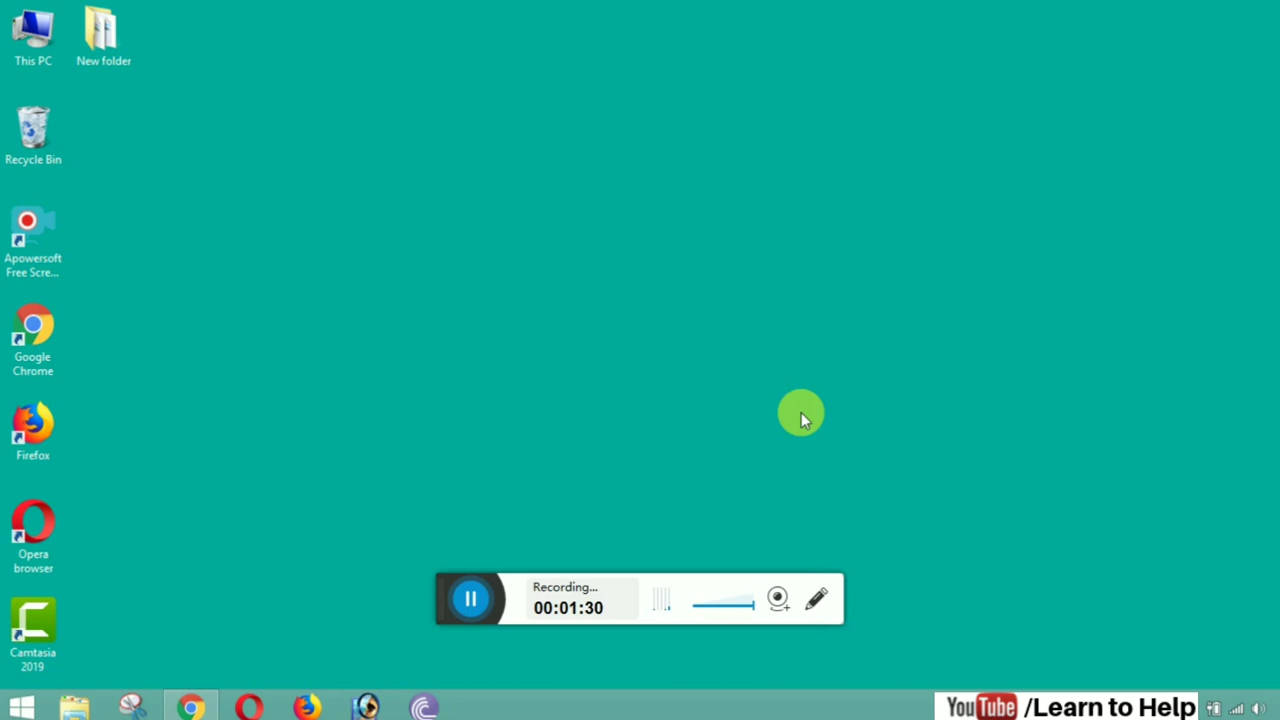 This PC
New folder
Recycle Bin
Apowersoft
Free Scre...
Google
Chrome
Firefox
Opera
browser
Camtasia
2019
Recording...
00:01:30
YouTube /Learn to Help